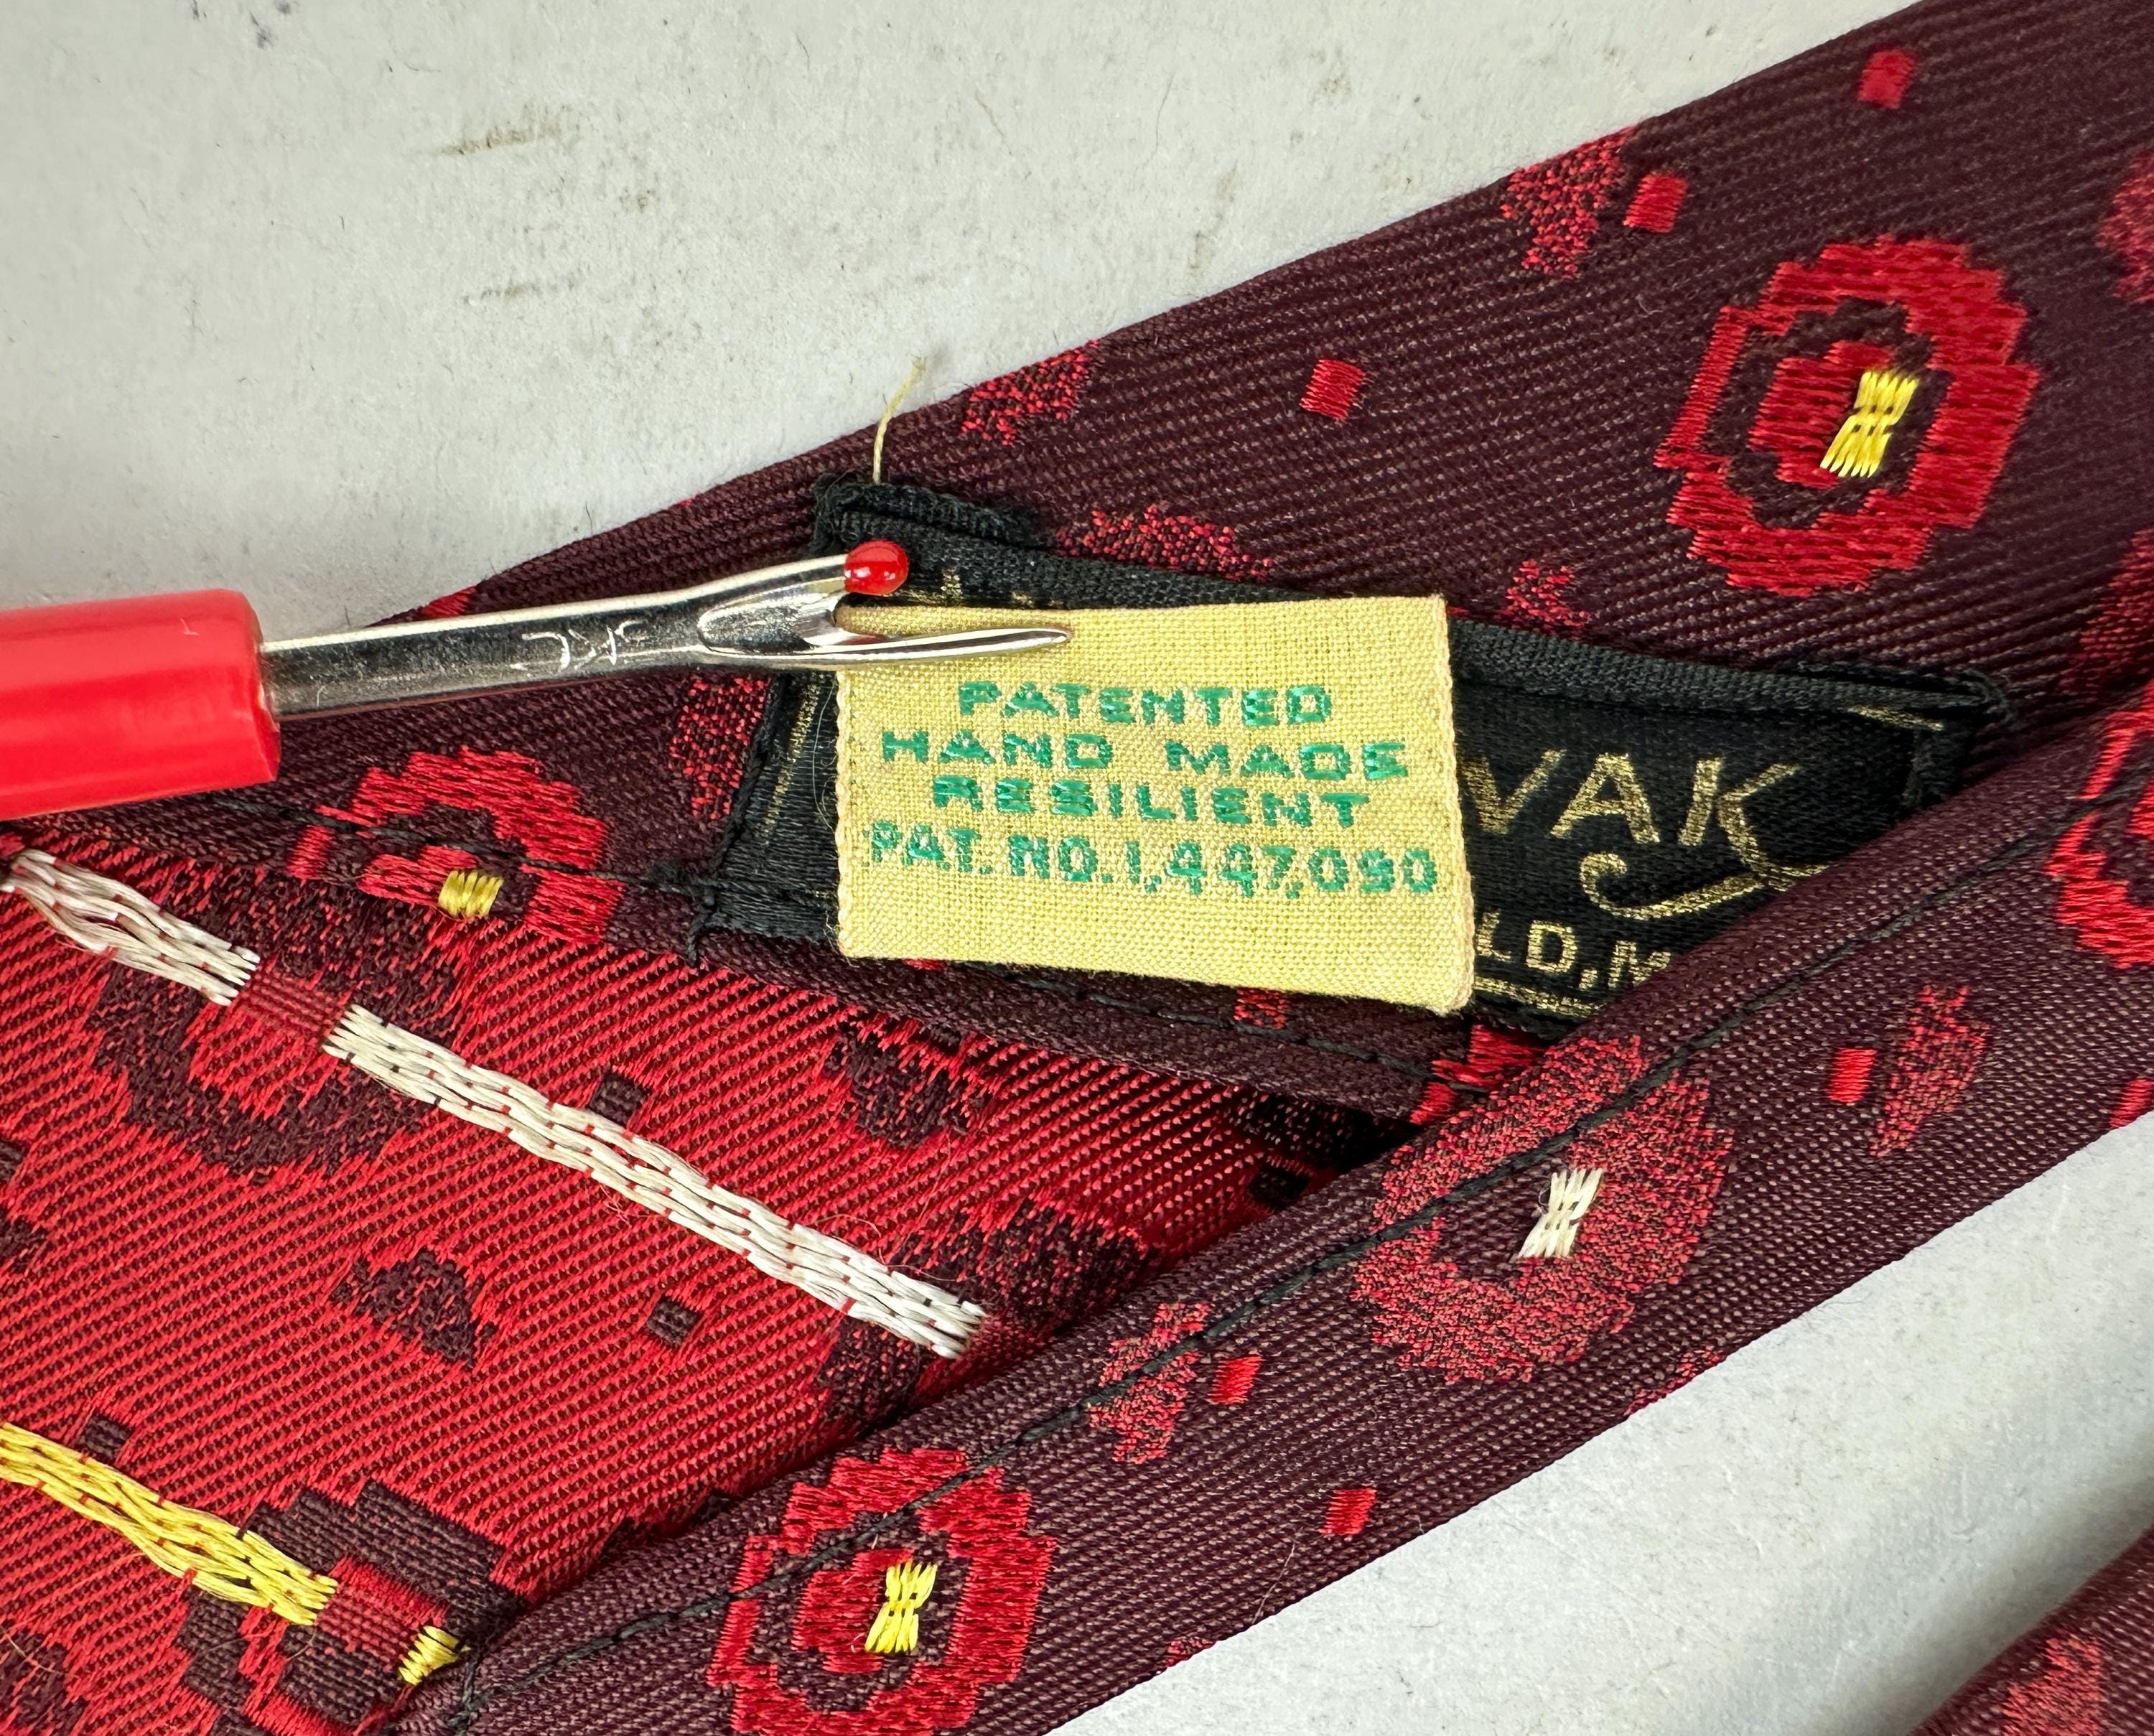 PATENTED
HAND MADE
RESILIENT
PAT. NO. 1,447,090
VAK
LD, M